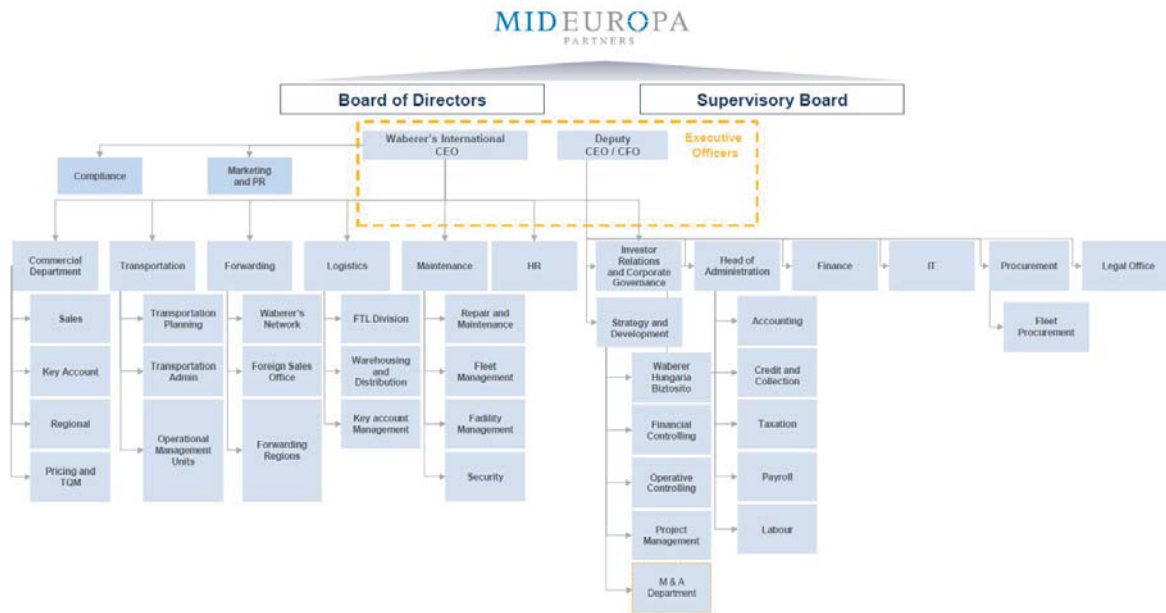 MIDEUROPA
PARTNERS
Board of Directors
Supervisory Board
Waberer's International
CEO
Deputy
CEO / CFO
Executive
Officers
Compliance
Marketing
and PR
Commercial
Department
Transportation
Forwarding
Logistics
Maintenance
HR
Investor
Relations
and Corporate
Governance
Head of
Administration
Finance
IT
Procurement
Legal Office
Sales
Key Account
Regional
Pricing and
TQM
Transportation
Planning
Transportation
Admin
Operational
Management
Units
Waberer's
Network
Foreign Sales
Office
Forwarding
Regions
FTL Division
Warehousing
and
Distribution
Key account
Management
Repair and
Maintenance
Fleet
Management
Fadility
Management
Security
Strategy and
Development
Waberer
Hungaria
Biztosito
Financial
Controlling
Operative
Controlling
Project
Management
M & A
Department
Accounting
Credit and
Collection
Taxation
Payroll
Labour
Fleet
Procurement